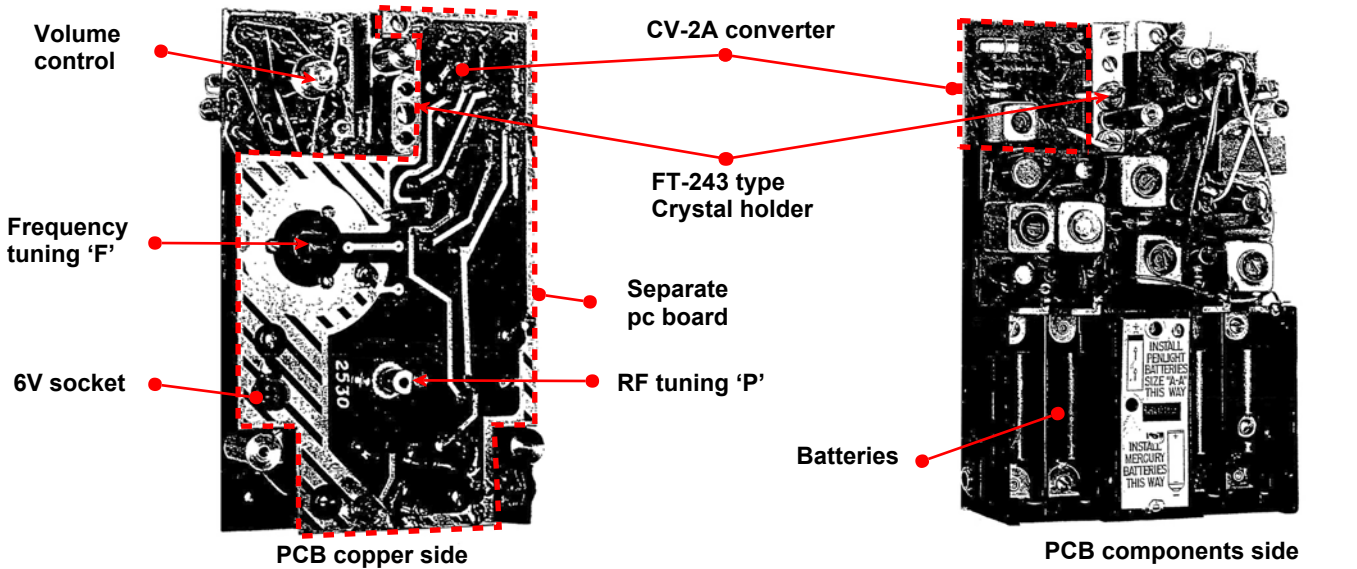 Volume
control
CV-2A converter
FT-243 type
Crystal holder
Frequency
tuning ‘F’
Separate
pc board
6V socket
2530
RF tuning ‘P’
Batteries
INSTALL
PENLIGHT
BATTERIES
SIZE "A-A"
THIS WAY
INSTALL
MERCURY
BATTERIES
THIS WAY
PCB copper side
PCB components side